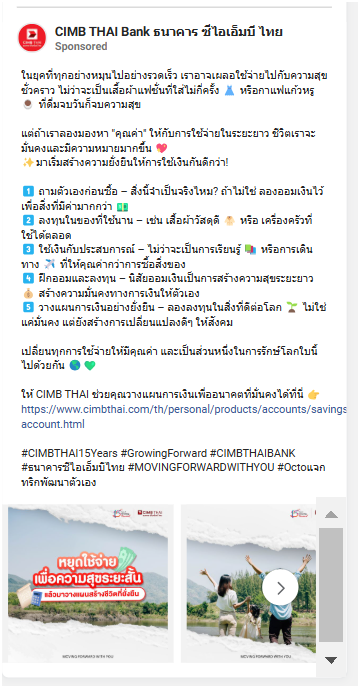 CIMB THAI Bank ธนาคาร ซีไอเอ็มบี ไทย
Sponsored
ในยุคที่ทุกอย่างหมุนไปอย่างรวดเร็ว เราอาจเผลอใช้จ่ายไปกับความสุข
ชั่วคราว ไม่ว่าจะเป็นเสื้อผ้าแฟชั่นที่ใส่ไม่กี่ครั้ง 👗 หรือกาแฟแก้วหรู
☕ ที่ดื่มจบวันก็จบความสุข
แต่ถ้าเราลองมองหา "คุณค่า" ให้กับการใช้จ่ายในระยะยาว ชีวิตเราจะ
มั่นคงและมีความหมายมากขึ้น 💖
✨มาเริ่มสร้างความยั่งยืนให้การใช้เงินกันดีกว่า!
1️⃣ ถามตัวเองก่อนซื้อ – สิ่งนี้จำเป็นจริงไหม? ถ้าไม่ใช่ ลองออมเงินไว้
เพื่อสิ่งที่มีค่ามากกว่า 💵
2️⃣ ลงทุนในของที่ใช้นาน – เช่น เสื้อผ้าวัสดุดี 👚 หรือ เครื่องครัวที่
ใช้ได้ตลอด
3️⃣ ใช้เงินกับประสบการณ์ – ไม่ว่าจะเป็นการเรียนรู้ 📚 หรือการเดิน
ทาง ✈️ ที่ให้คุณค่ากว่าการซื้อสิ่งของ
4️⃣ ฝึกออมและลงทุน – นิสัยออมเงินเป็นการสร้างความสุขระยะยาว
💰 สร้างความมั่นคงทางการเงินให้ตัวเอง
5️⃣ วางแผนการเงินอย่างยั่งยืน – ลองลงทุนในสิ่งที่ดีต่อโลก 🌱 ไม่ใช่
แค่มั่นคง แต่ยังสร้างการเปลี่ยนแปลงดีๆ ให้สังคม
เปลี่ยนทุกการใช้จ่ายให้มีคุณค่า และเป็นส่วนหนึ่งในการรักษ์โลกใบนี้
ไปด้วยกัน 🌎💚
ให้ CIMB THAI ช่วยคุณวางแผนการเงินเพื่ออนาคตที่มั่นคงได้ที่นี่ 👉
https://www.cimbthai.com/th/personal/products/accounts/savings-
account.html
#CIMBTHAI15Years #GrowingForward #CIMBTHAIBANK
#ธนาคารซีไอเอ็มบีไทย #MOVINGFORWARDWITHYOU #Octoแจก
ทริกพัฒนาตัวเอง
CIMB THAI
หยุดใช้จ่าย
เพื่อความสุขระยะสั้น
แล้วมาวางแผนสร้างชีวิตที่ยั่งยืน
MOVING FORWARD WITH YOU
MOVING FORWARD WITH YOU